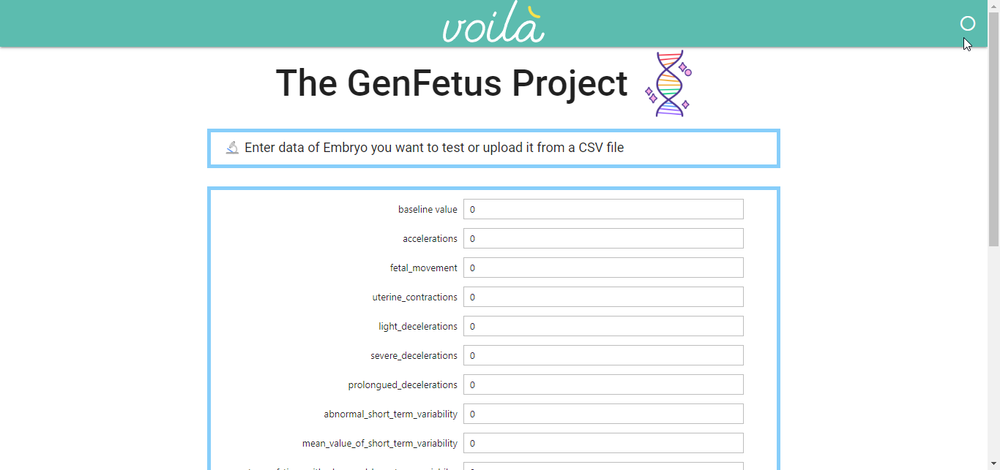 voilà
The GenFetus Project
Enter data of Embryo you want to test or upload it from a CSV file
baseline value 0
accelerations 0
fetal_movement 0
uterine_contractions 0
light_decelerations 0
severe_decelerations 0
prolongued_decelerations 0
abnormal_short_term_variability 0
mean_value_of_short_term_variability 0